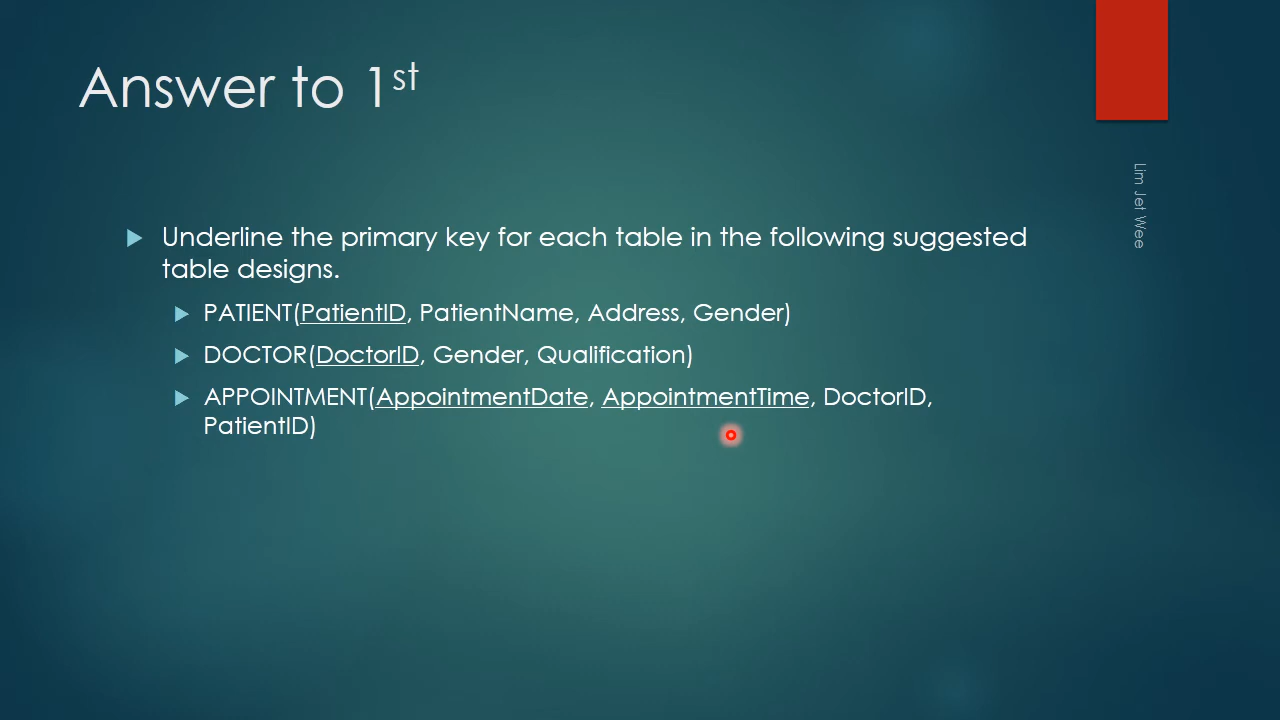 Answer to 1st
Lim Jet Wee
Underline the primary key for each table in the following suggested
table designs.
PATIENT(PatientID, PatientName, Address, Gender)
DOCTOR(DoctorID, Gender, Qualification)
APPOINTMENT(AppointmentDate, AppointmentTime, DoctorID,
PatientID)